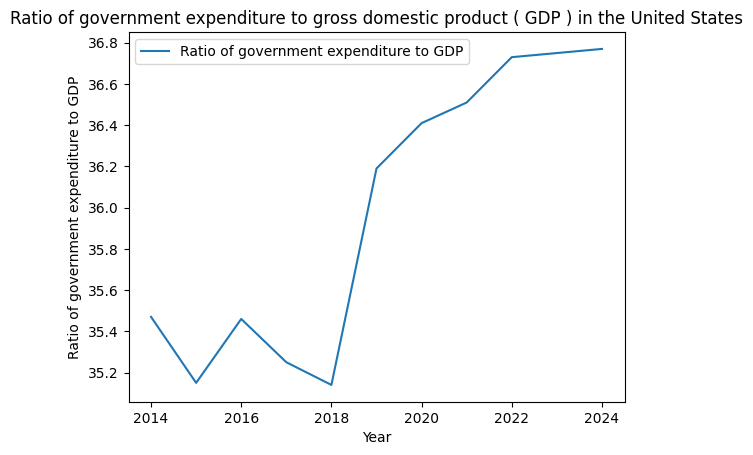 Ratio of government expenditure to gross domestic product ( GDP ) in the United States
Ratio of government expenditure to GDP
Ratio of government expenditure to GDP
36.8
36.6
36.4
36.2
36.0
35.8
35.6
35.4
35.2
2014 2016 2018 2020 2022 2024
Year